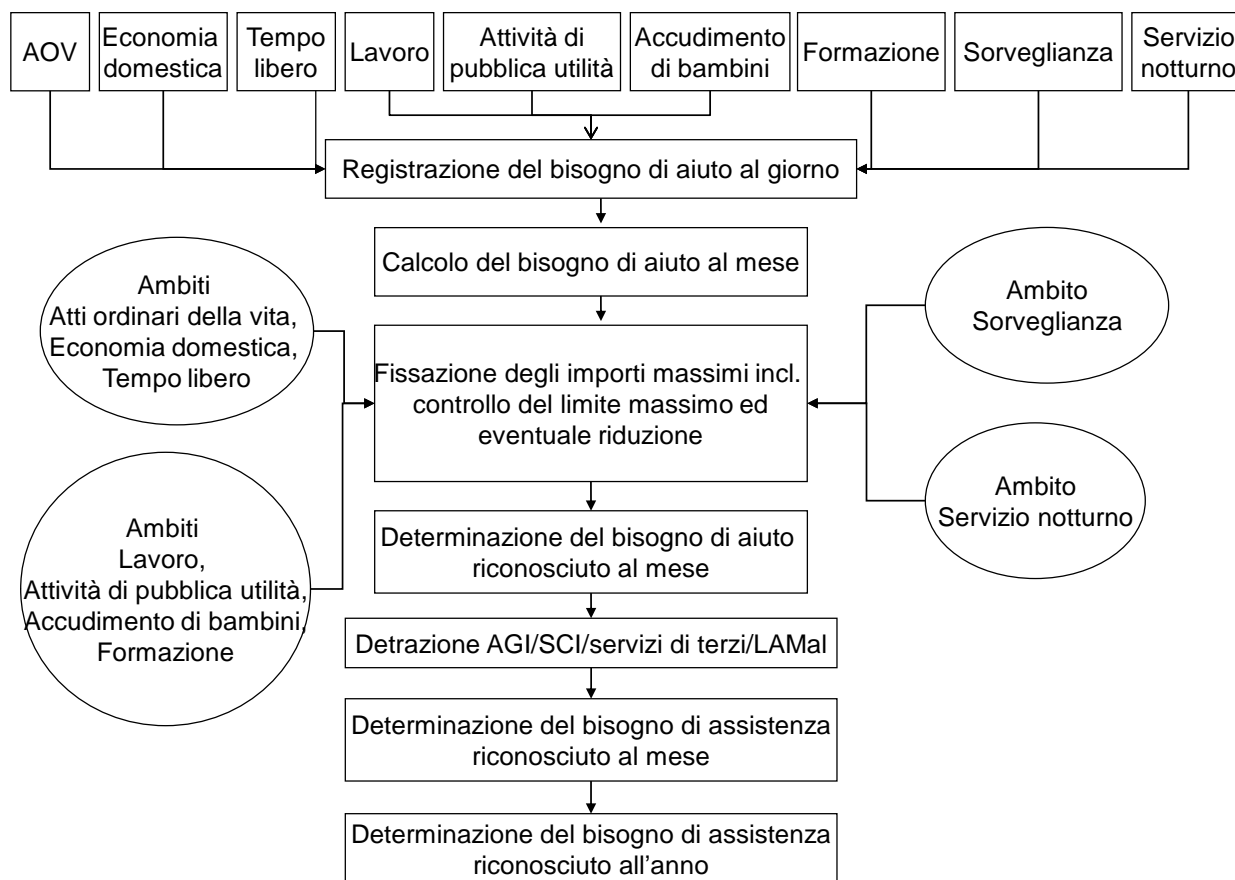 AOV
Economia
domestica
Tempo
libero
Lavoro
Attività di
pubblica utilità
Accudimento
di bambini
Formazione
Sorveglianza
Servizio
notturno
Registrazione del bisogno di aiuto al giorno
Calcolo del bisogno di aiuto al mese
Ambiti
Atti ordinari della vita,
Economia domestica,
Tempo libero
Ambito
Sorveglianza
Fissazione degli importi massimi incl.
controllo del limite massimo ed
eventuale riduzione
Ambiti
Lavoro,
Attività di pubblica utilità,
Accudimento di bambini,
Formazione
Ambito
Servizio notturno
Determinazione del bisogno di aiuto
riconosciuto al mese
Detrazione AGI/SCI/servizi di terzi/LAMal
Determinazione del bisogno di assistenza
riconosciuto al mese
Determinazione del bisogno di assistenza
riconosciuto all'anno